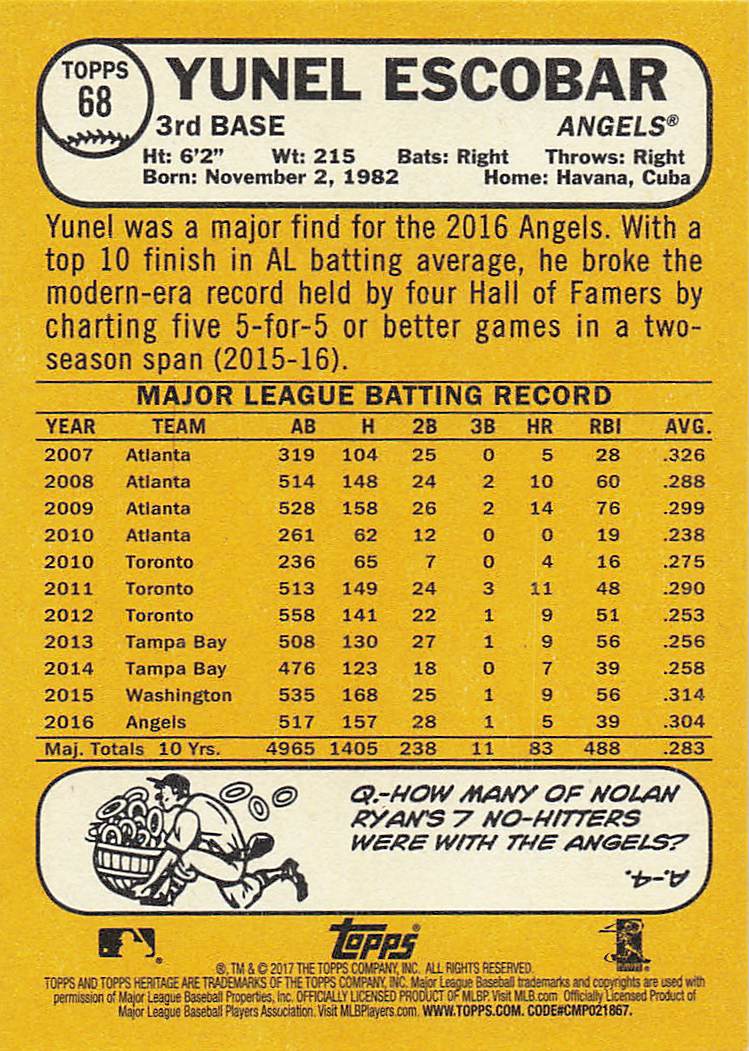 TOPPS
68
YUNEL ESCOBAR
3rd BASE ANGELS®
Ht: 6'2" Wt: 215 Bats: Right Throws: Right
Born: November 2, 1982 Home: Havana, Cuba
Yunel was a major find for the 2016 Angels. With a
top 10 finish in AL batting average, he broke the
modern-era record held by four Hall of Famers by
charting five 5-for-5 or better games in a two-
season span (2015-16).
MAJOR LEAGUE BATTING RECORD
YEAR TEAM AB H 2B 3B HR RBI AVG.
2007 Atlanta 319 104 25 0 5 28 .326
2008 Atlanta 514 148 24 2 10 60 .288
2009 Atlanta 528 158 26 2 14 76 .299
2010 Atlanta 261 62 12 0 0 19 .238
2010 Toronto 236 65 7 0 4 16 .275
2011 Toronto 513 149 24 3 11 48 .290
2012 Toronto 558 141 22 1 9 51 .253
2013 Tampa Bay 508 130 27 1 9 56 .256
2014 Tampa Bay 476 123 18 0 7 39 .258
2015 Washington 535 168 25 1 9 56 .314
2016 Angels 517 157 28 1 5 39 .304
Maj. Totals 10 Yrs. 4965 1405 238 11 83 488 .283
Q.-HOW MANY OF NOLAN
RYAN'S 7 NO-HITTERS
WERE WITH THE ANGELS?
A.-4.
Topps®
®, TM & © 2017 THE TOPPS COMPANY, INC. ALL RIGHTS RESERVED.
TOPPS AND TOPPS HERITAGE ARE TRADEMARKS OF THE TOPPS COMPANY, INC. Major League Baseball trademarks and copyrights are used with
permission of Major League Baseball Properties, Inc. OFFICIALLY LICENSED PRODUCT OF MLBP. Visit MLB.com Officially Licensed Product of
Major League Baseball Players Association. Visit MLBPlayers.com. WWW.TOPPS.COM. CODE#CMP021867.